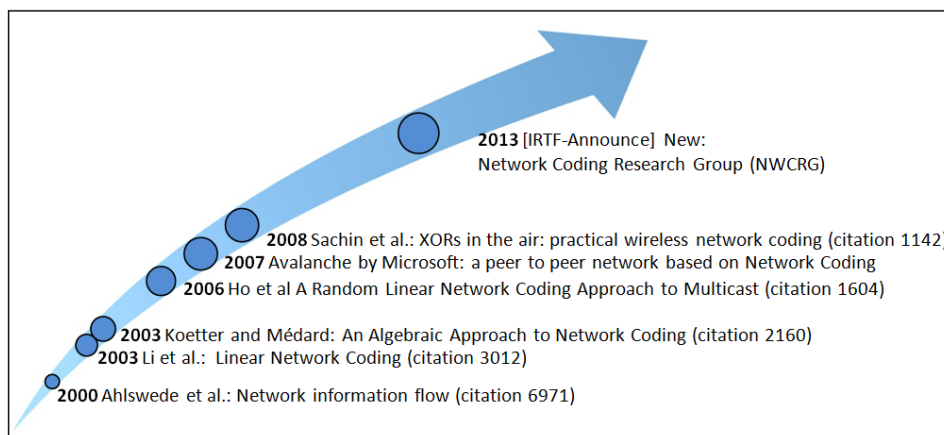 2013 [IRTF-Announce] New:
Network Coding Research Group (NWCRG)
2008 Sachin et al.: XORs in the air: practical wireless network coding (citation 1142)
2007 Avalanche by Microsoft: a peer to peer network based on Network Coding
2006 Ho et al A Random Linear Network Coding Approach to Multicast (citation 1604)
2003 Koetter and Médard: An Algebraic Approach to Network Coding (citation 2160)
2003 Li et al.: Linear Network Coding (citation 3012)
2000 Ahlswede et al.: Network information flow (citation 6971)